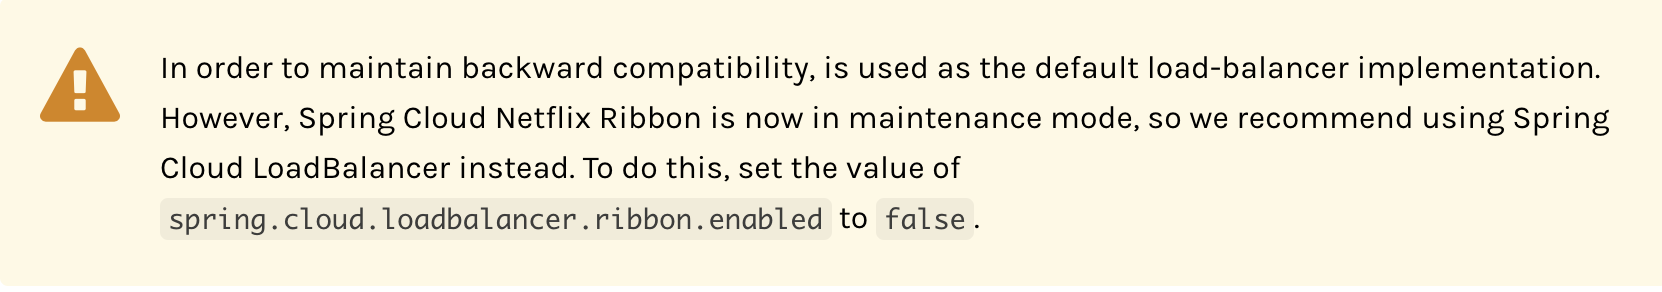 In order to maintain backward compatibility, is used as the default load-balancer implementation.
However, Spring Cloud Netflix Ribbon is now in maintenance mode, so we recommend using Spring
Cloud LoadBalancer instead. To do this, set the value of
spring.cloud.loadbalancer.ribbon.enabled to false.